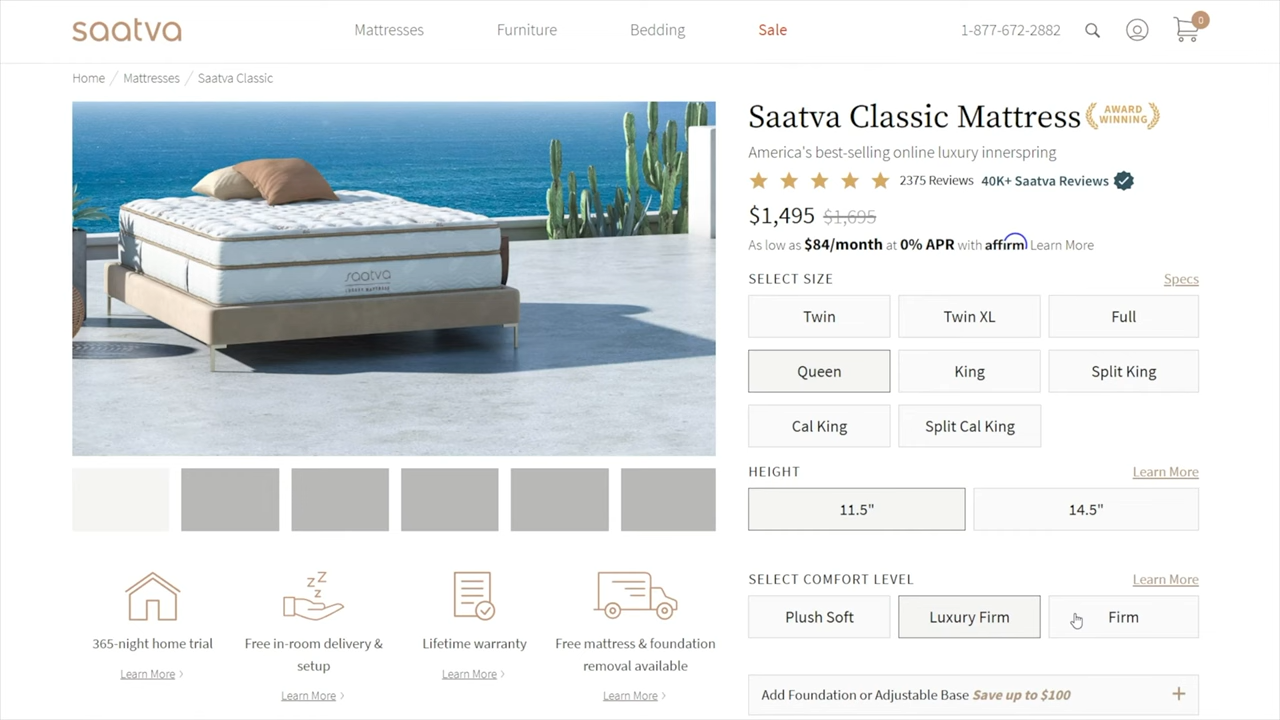 saatva
Mattresses
Furniture
Bedding
Sale
1-877-672-2882
0
Home / Mattresses / Saatva Classic
saatva
LUXURY MATTRESS
Saatva Classic Mattress
AWARD
WINNING
America's best-selling online luxury innerspring
2375 Reviews 40K+ Saatva Reviews
$1,495 $1,695
As low as $84/month at 0% APR with affirm Learn More
SELECT SIZE
Specs
Twin
Twin XL
Full
Queen
King
Split King
Cal King
Split Cal King
HEIGHT
Learn More
11.5"
14.5"
SELECT COMFORT LEVEL
Learn More
Plush Soft
Luxury Firm
Firm
Add Foundation or Adjustable Base Save up to $100 +
365-night home trial
Learn More
Free in-room delivery &
setup
Learn More
Lifetime warranty
Learn More
Free mattress & foundation
removal available
Learn More